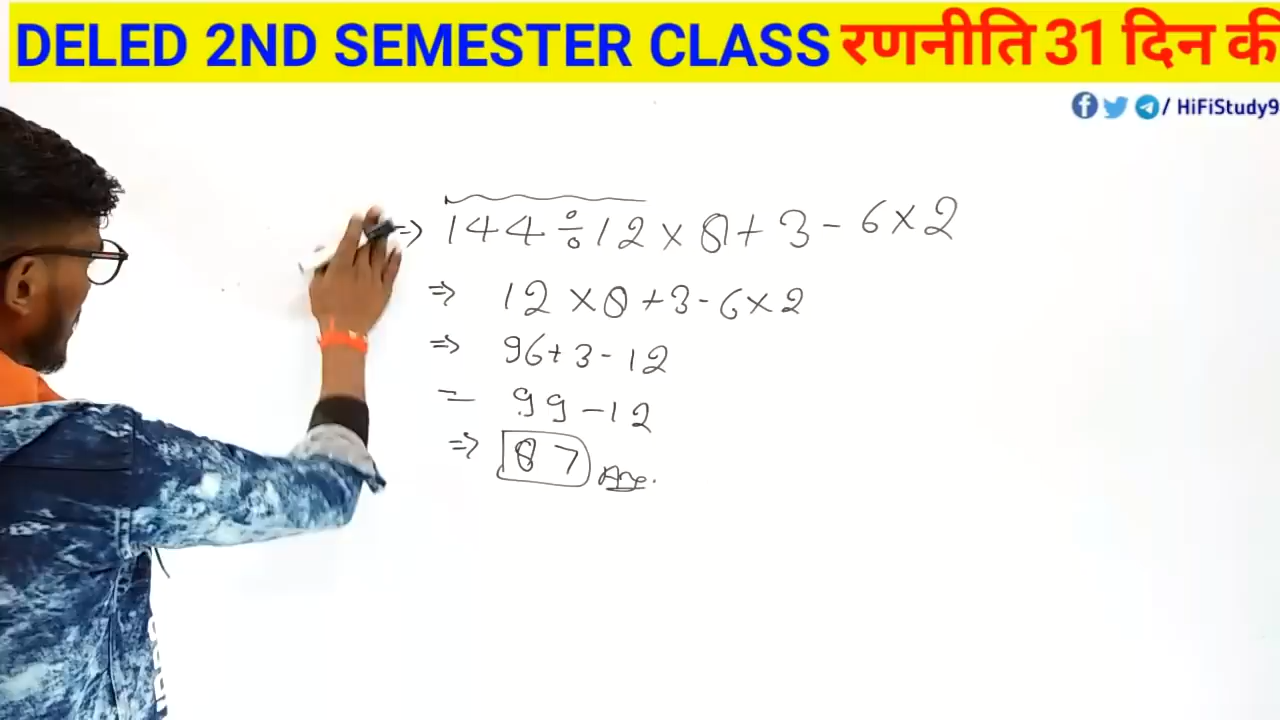 DELED 2ND SEMESTER CLASS रणनीति 31 दिन की
/ HiFiStudy9
⇒ 144 ÷ 12 × 8 + 3 - 6 × 2
⇒ 12 × 8 + 3 - 6 × 2
⇒ 96 + 3 - 12
= 99 - 12
⇒ 87 Ans.